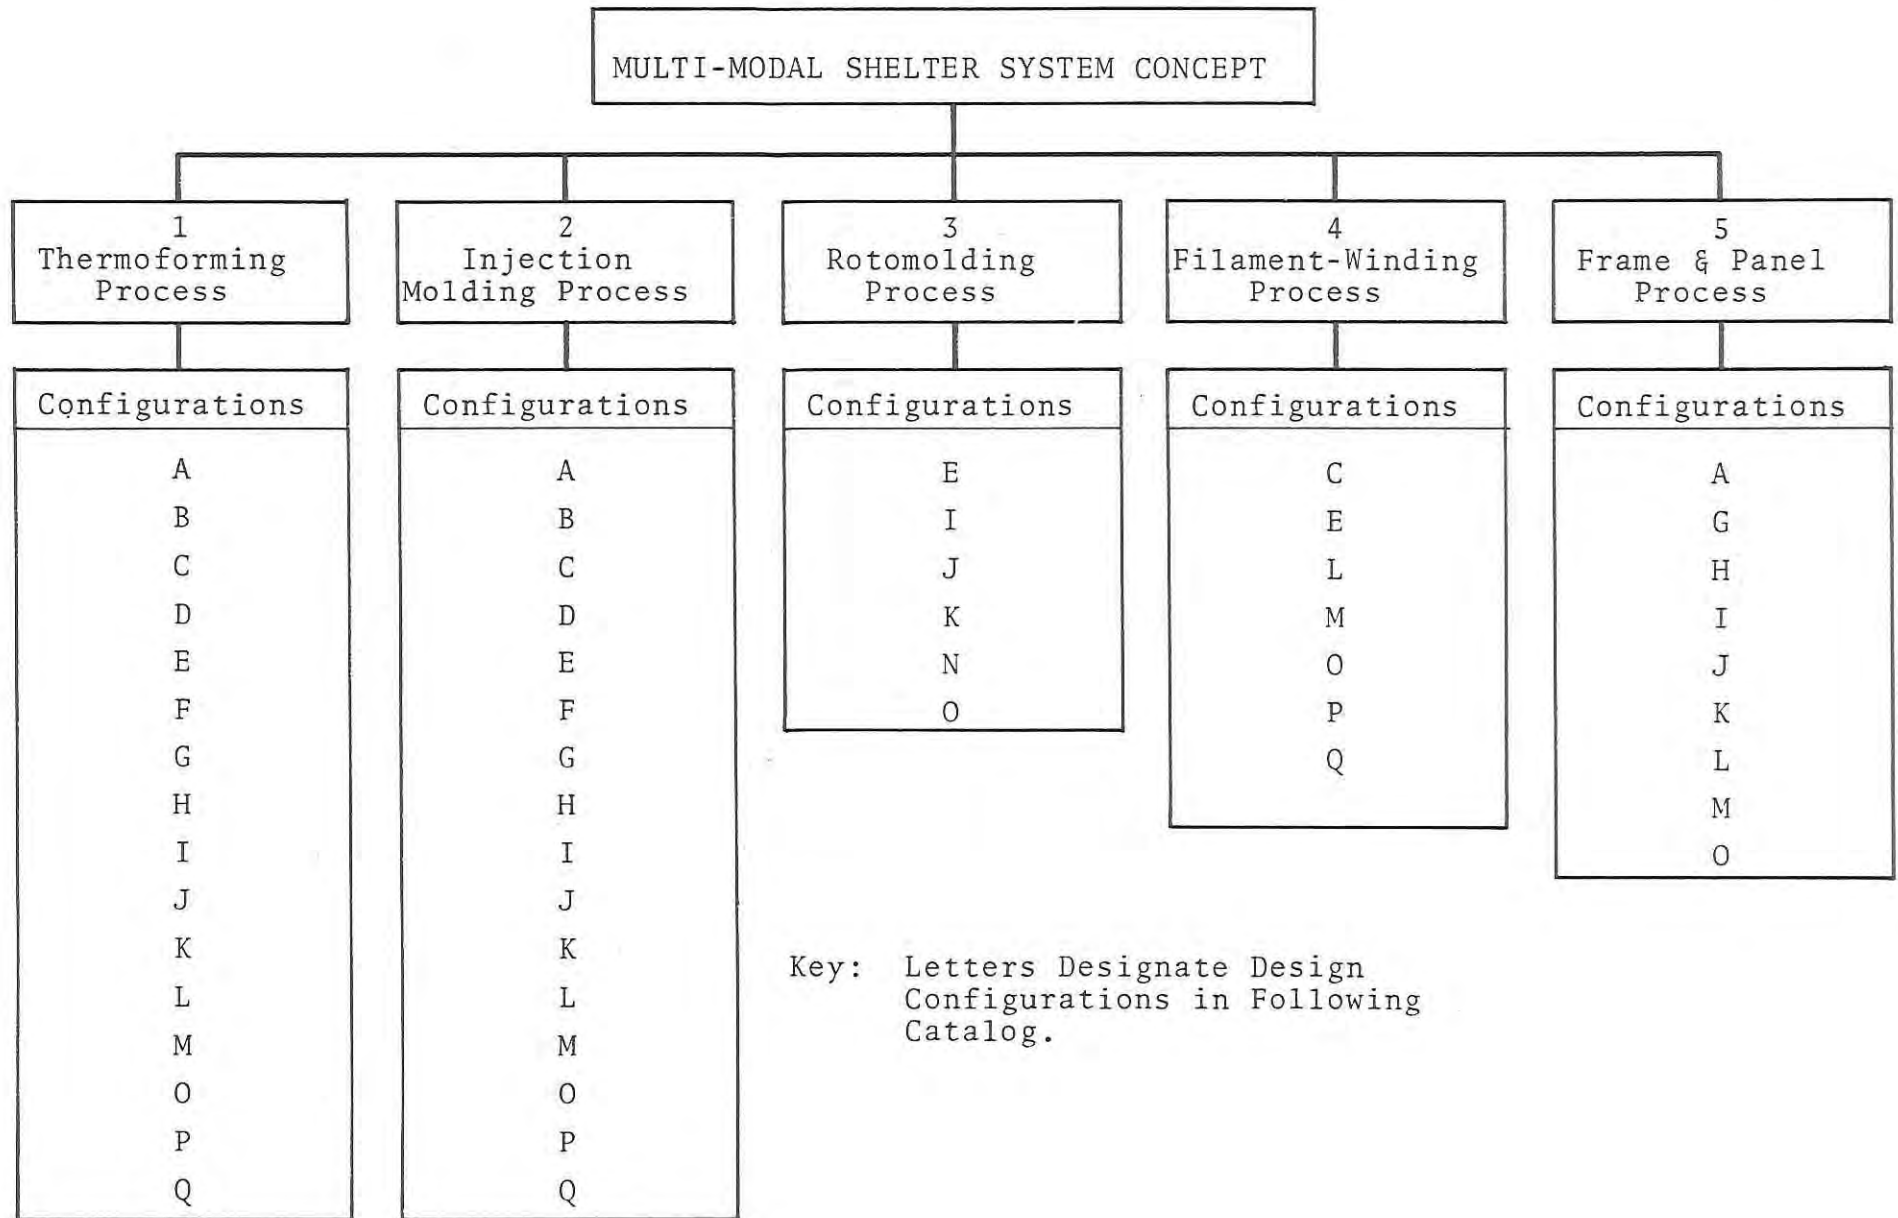 MULTI-MODAL SHELTER SYSTEM CONCEPT
1
Thermoforming
Process
2
Injection
Molding Process
3
Rotomolding
Process
4
Filament-Winding
Process
5
Frame & Panel
Process
Configurations
A
B
C
D
E
F
G
H
I
J
K
L
M
O
P
Q
Configurations
A
B
C
D
E
F
G
H
I
J
K
L
M
O
P
Q
Configurations
E
I
J
K
N
O
Configurations
C
E
L
M
O
P
Q
Configurations
A
G
H
I
J
K
L
M
O
Key: Letters Designate Design
Configurations in Following
Catalog.